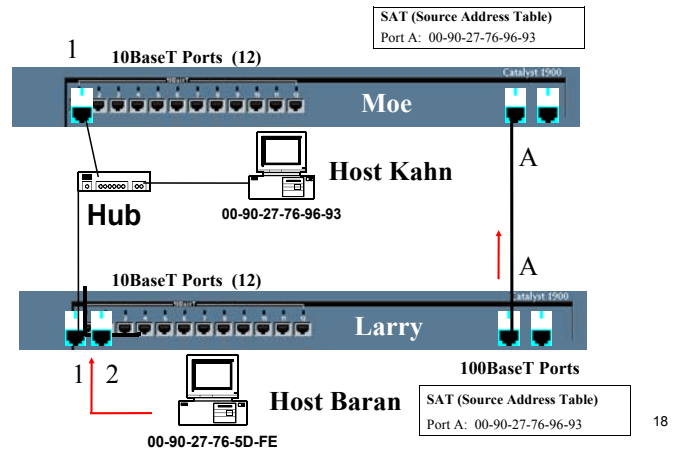 SAT (Source Address Table)
Port A: 00-90-27-76-96-93
1
10BaseT Ports (12)
Catalyst 1900
10BaseT
Moe
A
Host Kahn
Hub
00-90-27-76-96-93
A
10BaseT Ports (12)
Catalyst 1900
10BaseT
Larry
1 2
100BaseT Ports
Host Baran
SAT (Source Address Table)
Port A: 00-90-27-76-96-93
00-90-27-76-5D-FE
18